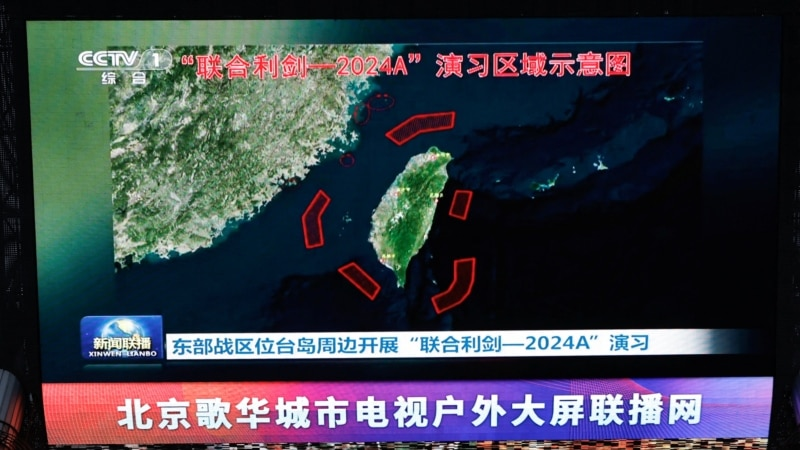 CCTV 1
综合
“联合利剑—2024A”演习区域示意图
新闻联播
XINWEN LIANBO
东部战区位台岛周边开展“联合利剑—2024A”演习
北京歌华城市电视户外大屏联播网